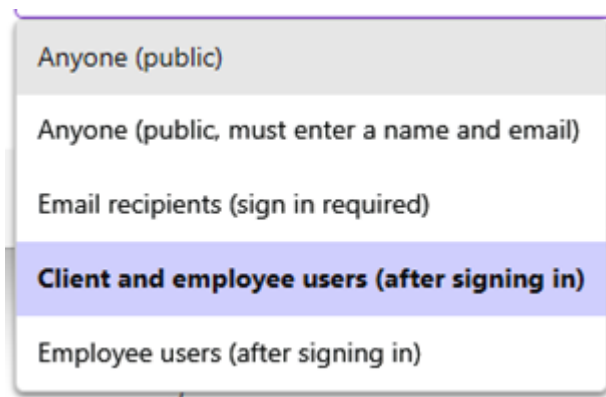 Anyone (public)
Anyone (public, must enter a name and email)
Email recipients (sign in required)
Client and employee users (after signing in)
Employee users (after signing in)